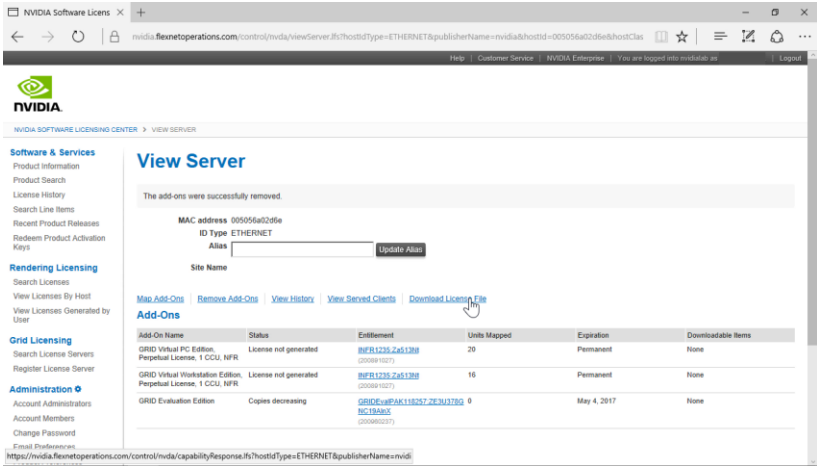 NVIDIA Software Licens
nvidia.flexnetoperations.com/control/nvda/viewServer.lfs?hostIdType=ETHERNET&publisherName=nvidia&hostId=005056a02d6e&hostClas
Help | Customer Service | NVIDIA Enterprise | You are logged into nvidialab as | Logout
NVIDIA.
NVIDIA SOFTWARE LICENSING CENTER > VIEW SERVER
Software & Services
Product Information
Product Search
License History
Search Line Items
Recent Product Releases
Redeem Product Activation
Keys
Rendering Licensing
Search Licenses
View Licenses By Host
View Licenses Generated by
User
Grid Licensing
Search License Servers
Register License Server
Administration
Account Administrators
Account Members
Change Password
Email Preferences
View Server
The add-ons were successfully removed.
MAC address 005056a02d6e
ID Type ETHERNET
Alias Update Alias
Site Name
Map Add-Ons | Remove Add-Ons | View History | View Served Clients | Download License File
Add-Ons
Add-On Name Status Entitlement Units Mapped Expiration Downloadable Items
GRID Virtual PC Edition, License not generated INFR1235:Za513Nt 20 Permanent None
Perpetual License, 1 CCU, NFR (200891027)
GRID Virtual Workstation Edition, License not generated INFR1235:Za513Nt 16 Permanent None
Perpetual License, 1 CCU, NFR (200891027)
GRID Evaluation Edition Copies decreasing GRIDEvalPAK118257:ZE3U378G 0 May 4, 2017 None
NC19AInX
(200960237)
https://nvidia.flexnetoperations.com/control/nvda/capabilityResponse.lfs?hostIdType=ETHERNET&publisherName=nvidi